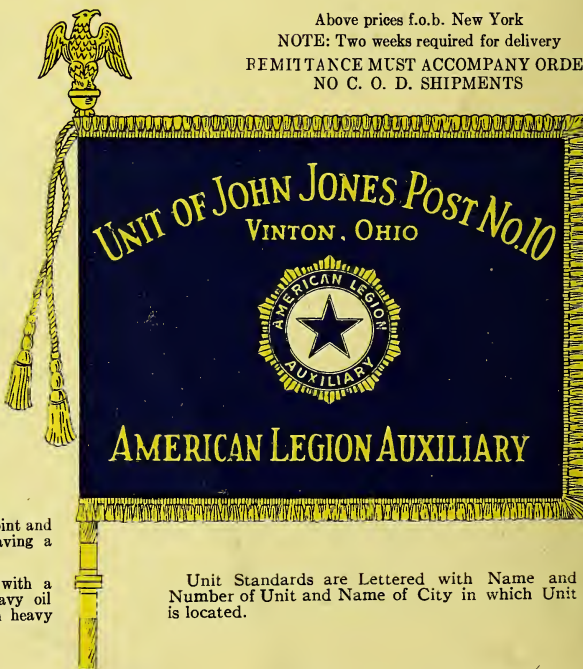 Above prices f.o.b. New York
NOTE: Two weeks required for delivery
REMITTANCE MUST ACCOMPANY ORDE
NO C. O. D. SHIPMENTS
UNIT OF JOHN JONES POST No.10
VINTON, OHIO
AMERICAN LEGION
AUXILIARY
AMERICAN LEGION AUXILIARY
int and
aving a
with a
avy oil
heavy
Unit Standards are Lettered with Name and
Number of Unit and Name of City in which Unit
is located.